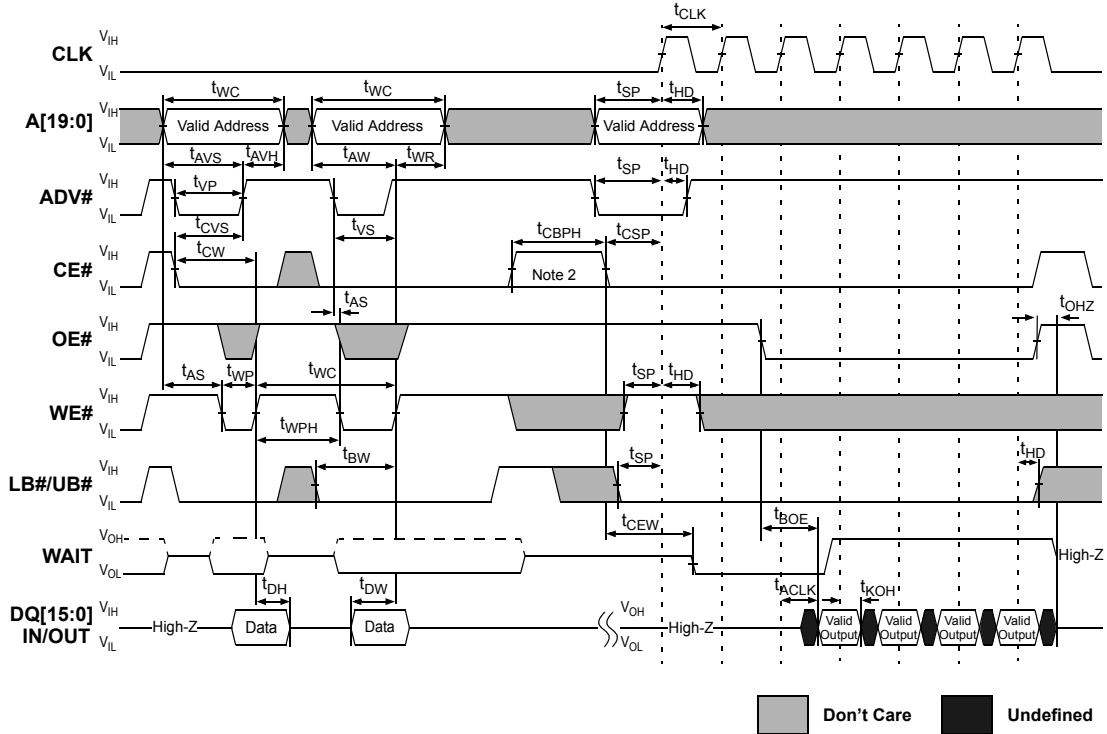 tCLK
CLK VIH
VIL
tWC tWC tSP tHD
A[19:0] VIH
VIL
Valid Address Valid Address Valid Address
tAVS tAVH tAW tWR
ADV# VIH
VIL
tVP tSP tHD
tCVS tVS
tCW tCBPH tCSP
CE# VIH
VIL
Note 2
tAS
OE# VIH
VIL
tOHZ
tAS tWP tWC tSP tHD
WE# VIH
VIL
tWPH
tBW tSP tHD
LB#/UB# VIH
VIL
tCEW tBOE
WAIT VOH
VOL
High-Z
tDH tDW tACLK tKOH
DQ[15:0] IN/OUT VIH
VIL
High-Z Data Data VOH
VOL
High-Z Valid Output Valid Output Valid Output Valid Output
Don't Care Undefined